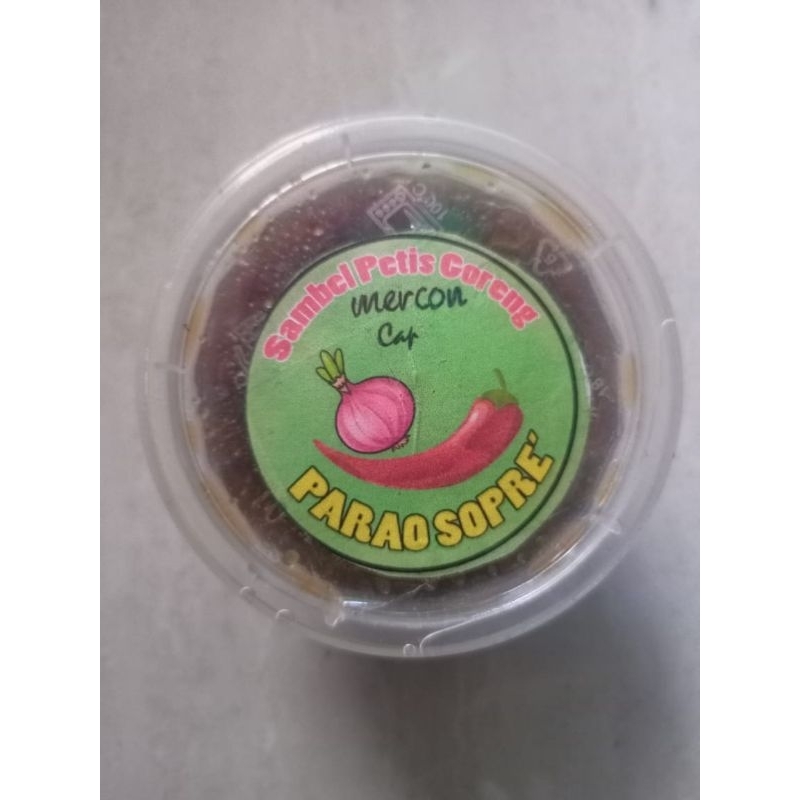 Sambel Petis Goreng
mercon
Cap
PARAO SOPRE'